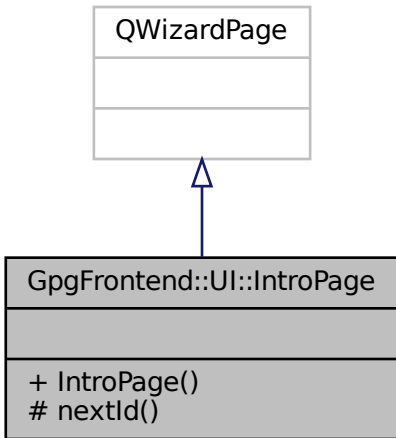 QWizardPage
GpgFrontend::UI::IntroPage
+ IntroPage()
# nextId()